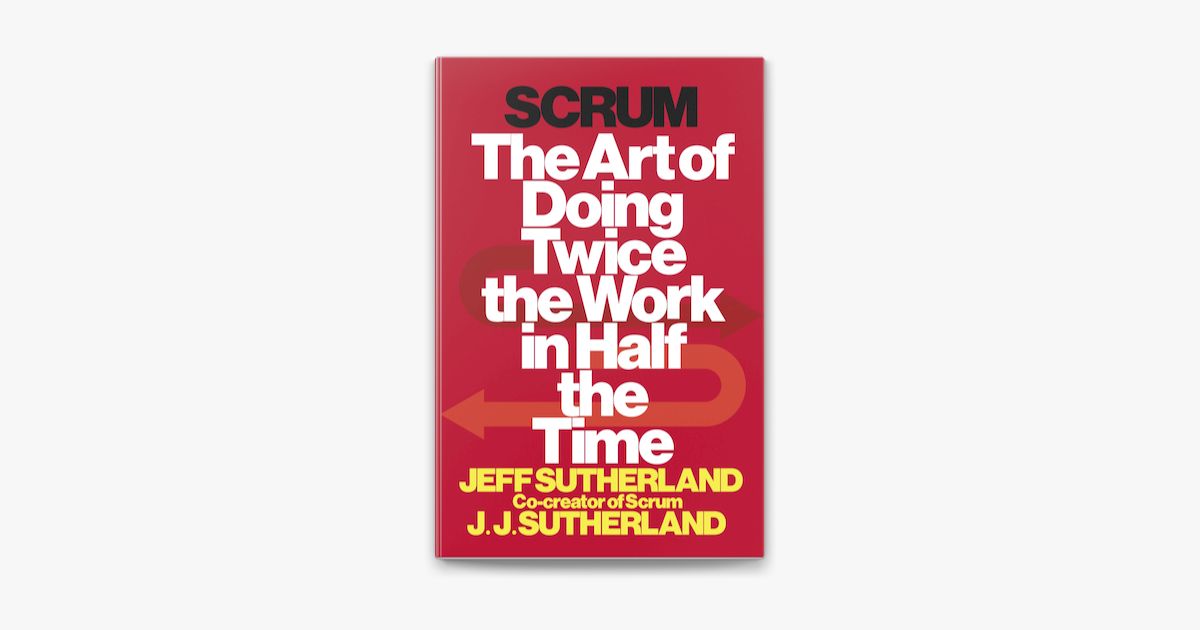 SCRUM
The Art of
Doing
Twice
the Work
in Half
the
Time
JEFF SUTHERLAND
Co-creator of Scrum
J. J. SUTHERLAND